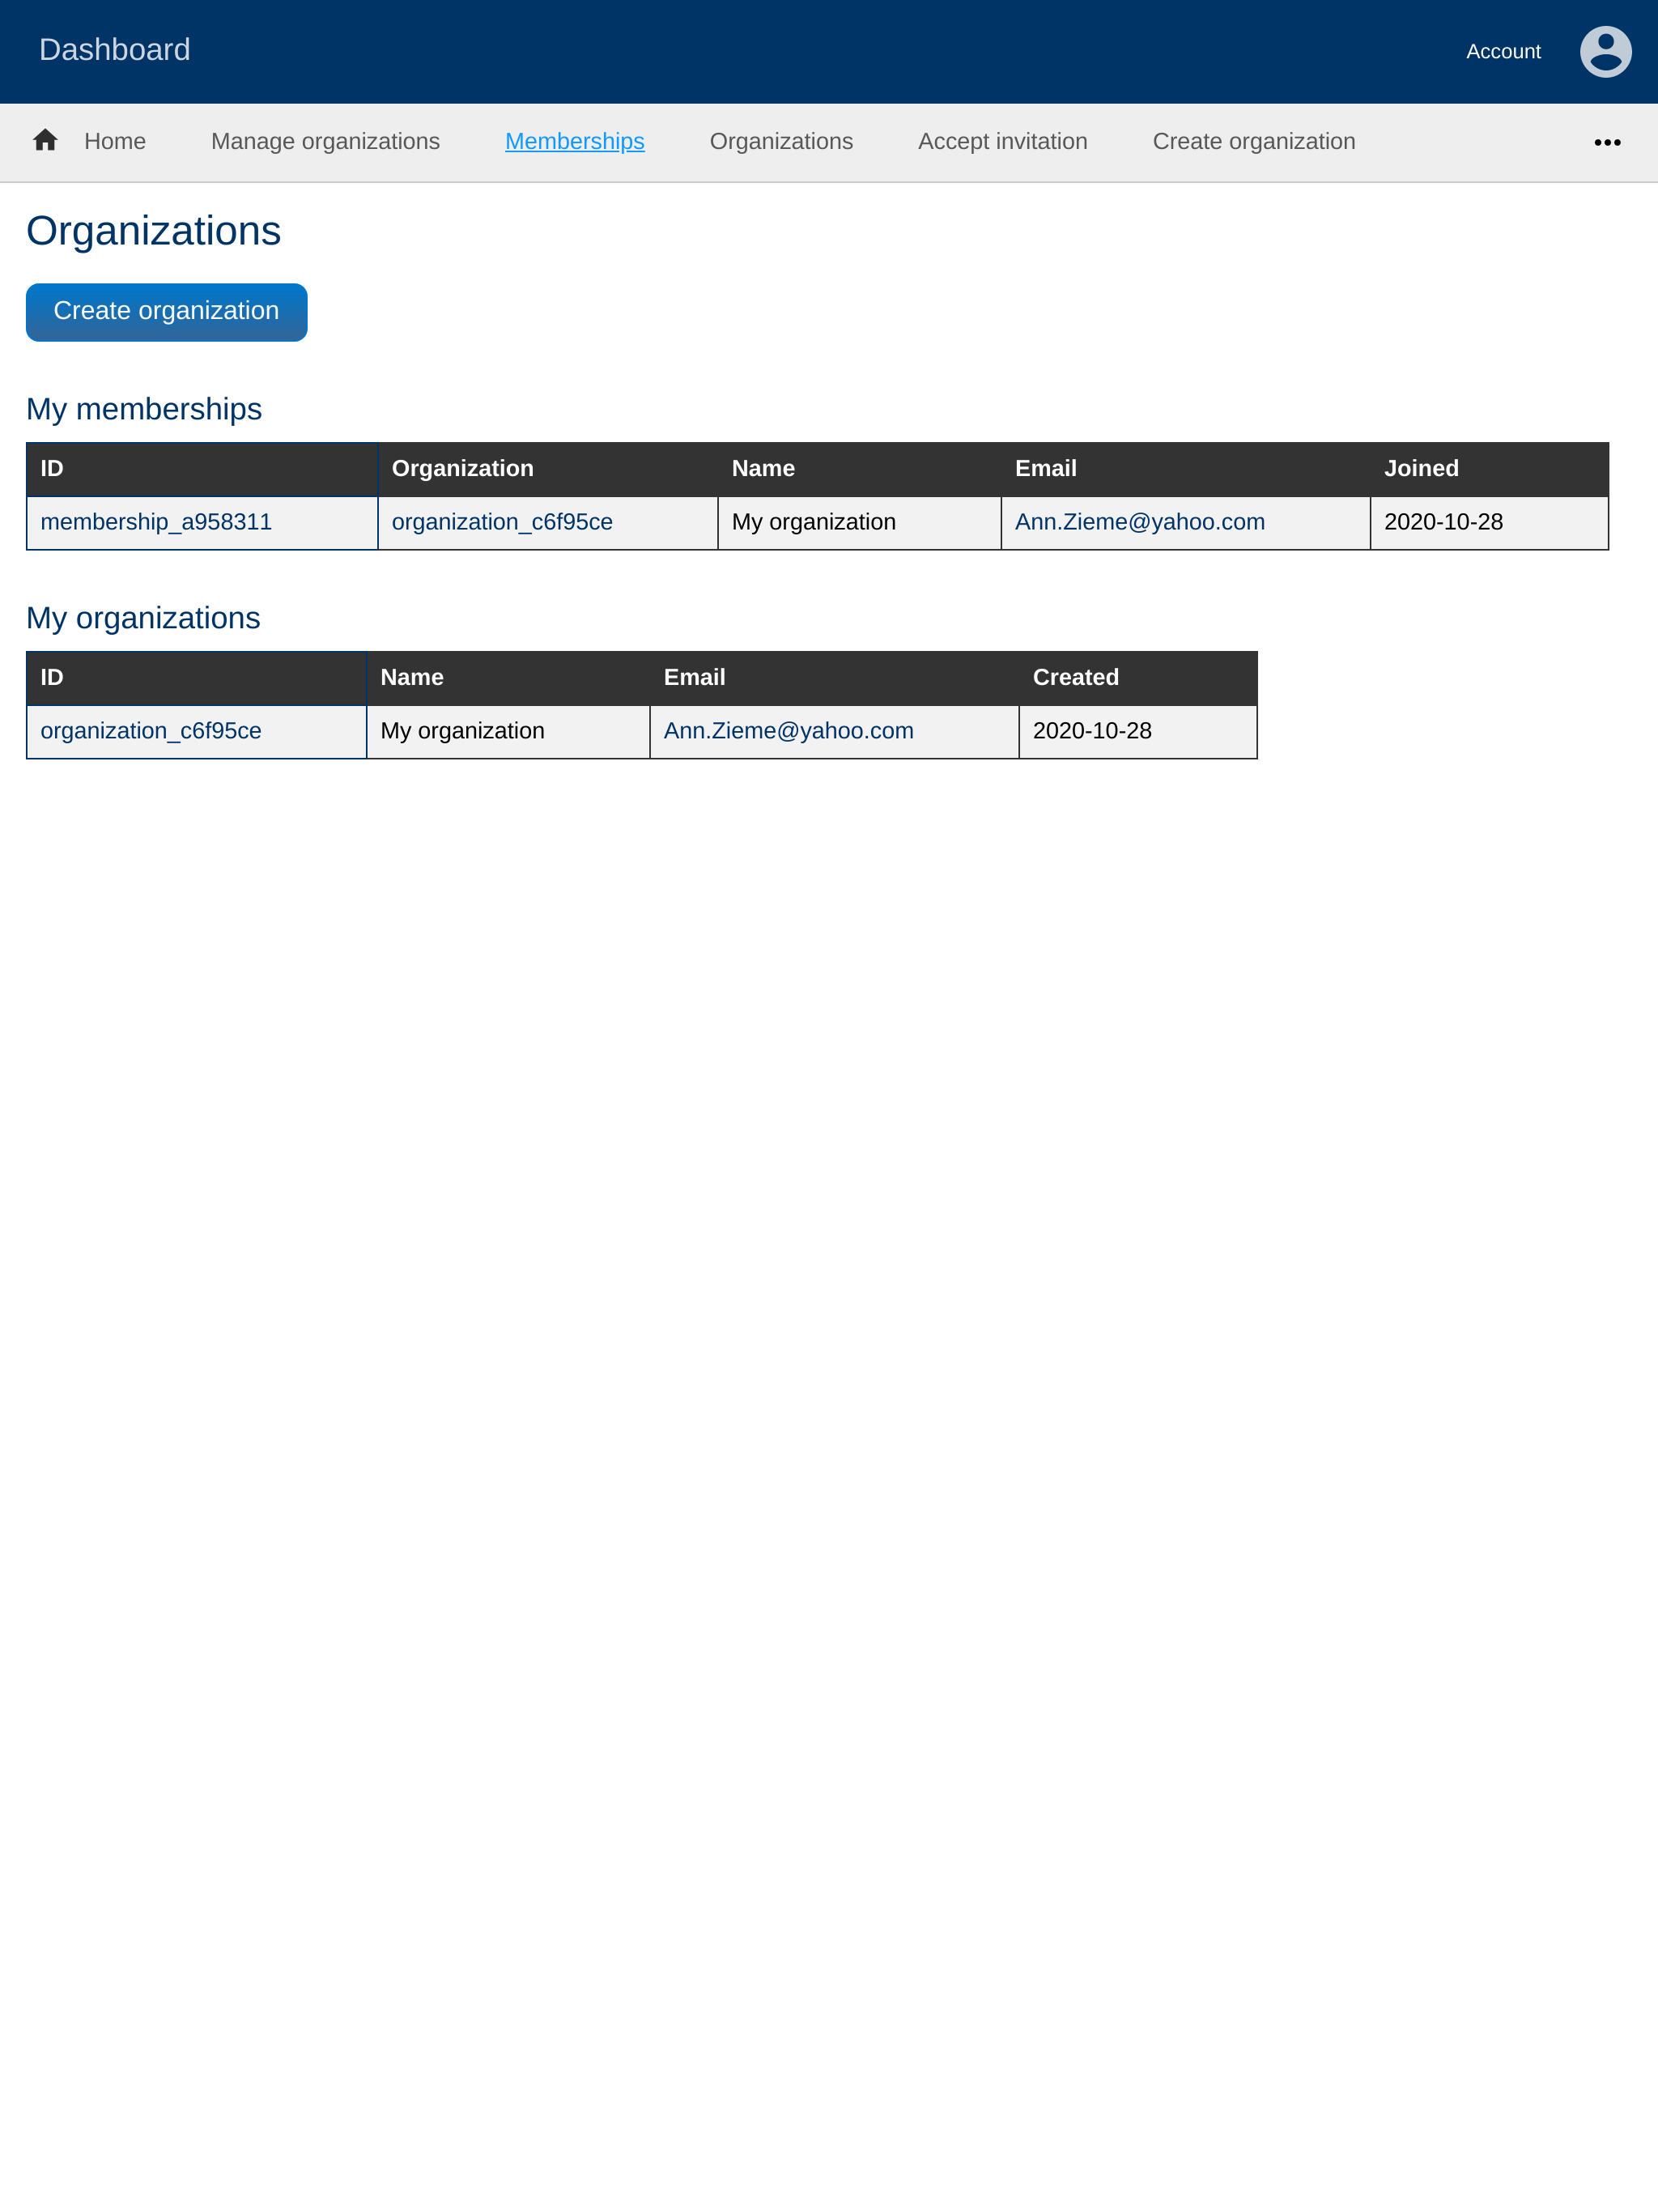 Dashboard
Account
Home Manage organizations Memberships Organizations Accept invitation Create organization
Organizations
Create organization
My memberships
ID Organization Name Email Joined
membership_a958311 organization_c6f95ce My organization Ann.Zieme@yahoo.com 2020-10-28
My organizations
ID Name Email Created
organization_c6f95ce My organization Ann.Zieme@yahoo.com 2020-10-28